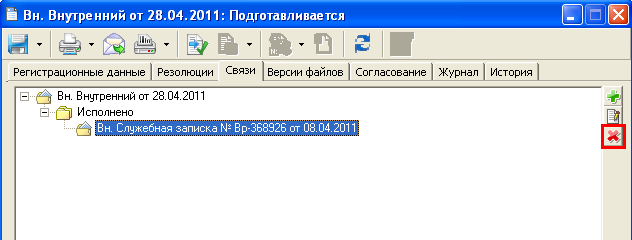 Вн. Внутренний от 28.04.2011: Подготавливается
Регистрационные данные Резолюции Связи Версии файлов Согласование Журнал История
Вн. Внутренний от 28.04.2011
Исполнено
Вн. Служебная записка № Вр-368926 от 08.04.2011